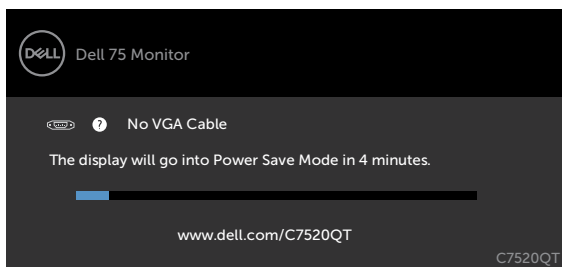 DELL
Dell 75 Monitor
? No VGA Cable
The display will go into Power Save Mode in 4 minutes.
www.dell.com/C7520QT
C7520QT